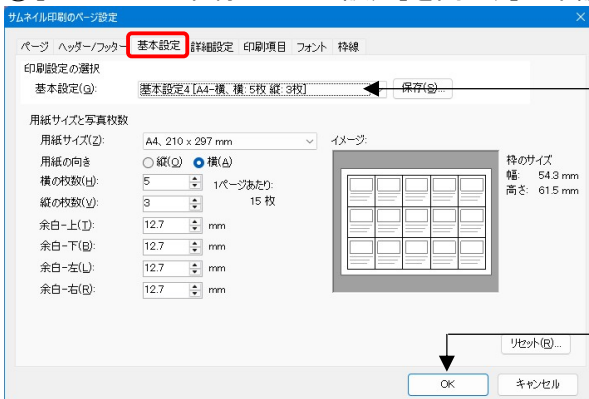 サムネイル印刷のページ設定
ページ ヘッダー/フッター 基本設定 詳細設定 印刷項目 フォント 枠線
印刷設定の選択
基本設定(G): 基本設定4 [A4-横、横: 5枚 縦: 3枚] 保存(S)...
用紙サイズと写真枚数
用紙サイズ(Z): A4、210 x 297 mm イメージ:
用紙の向き 縦(O) 横(A) 枠のサイズ
横の枚数(H): 5 1ページあたり: 幅: 54.3 mm
縦の枚数(V): 3 15 枚 高さ: 61.5 mm
余白-上(T): 12.7 mm
余白-下(B): 12.7 mm
余白-左(L): 12.7 mm
余白-右(R): 12.7 mm
リセット(R)...
OK キャンセル